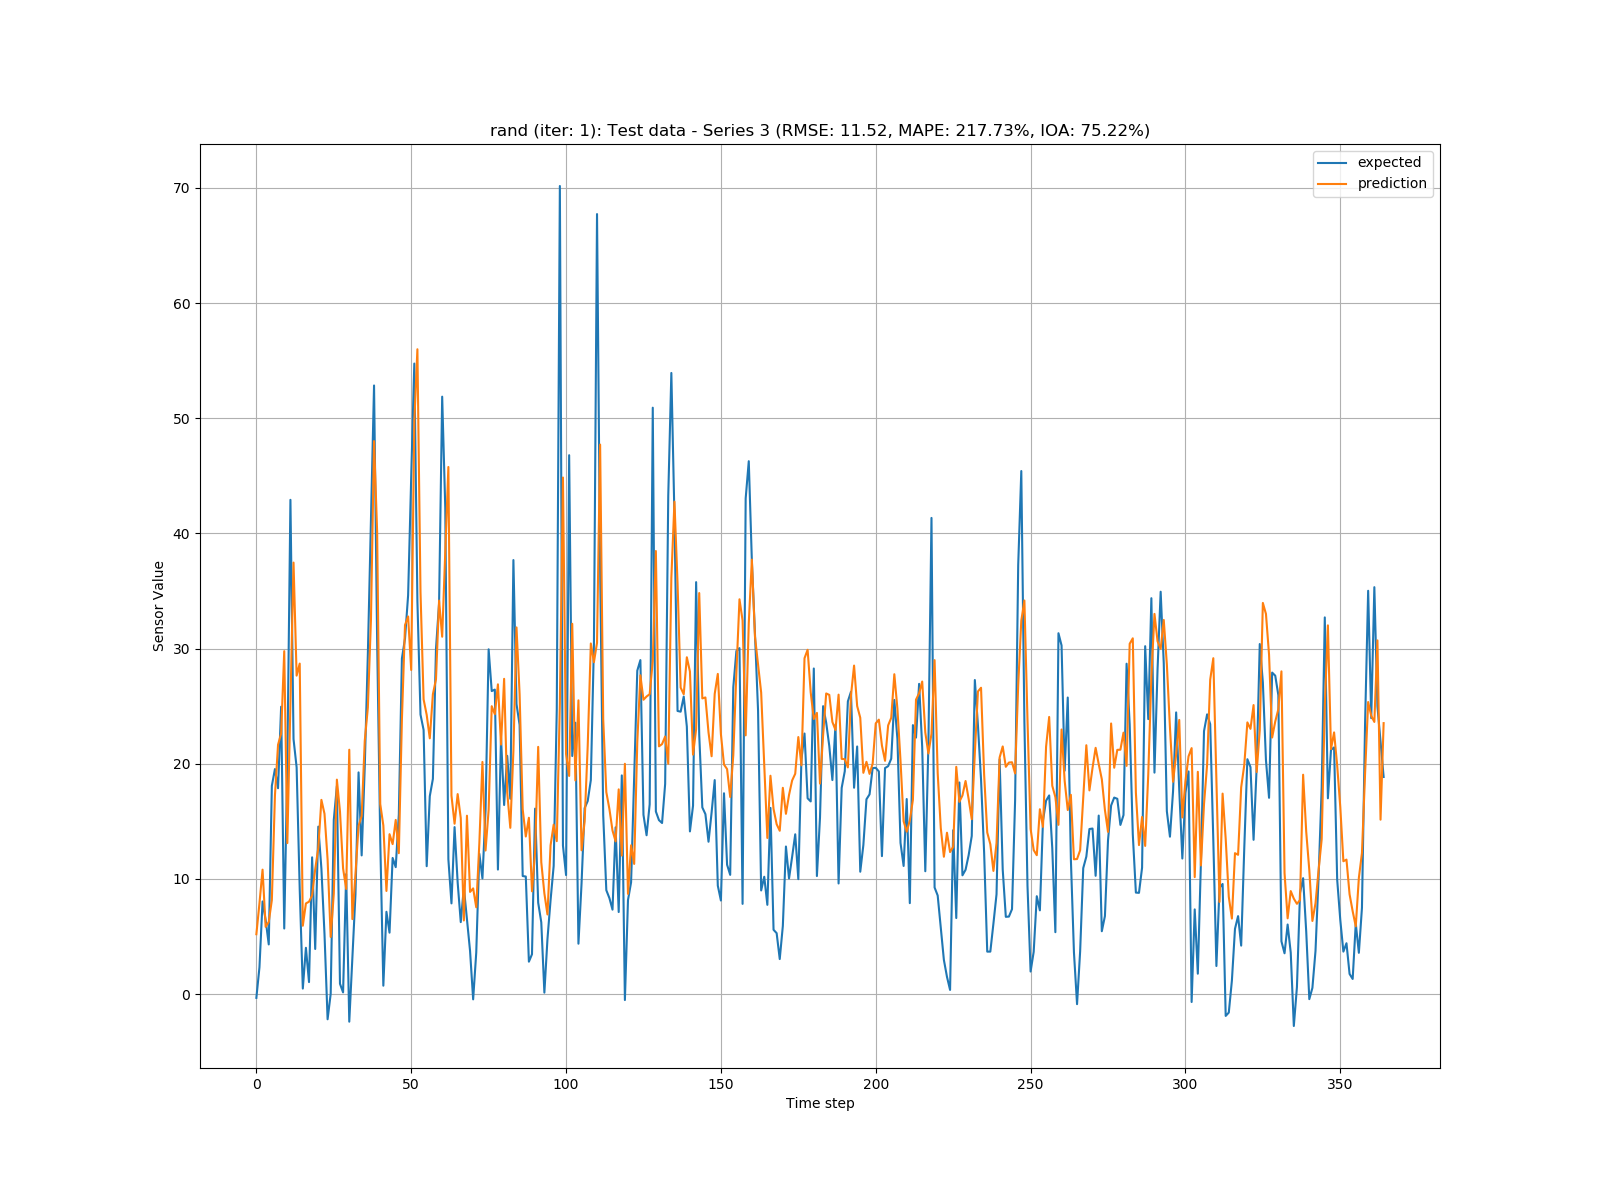 rand (iter: 1): Test data - Series 3 (RMSE: 11.52, MAPE: 217.73%, IOA: 75.22%)
expected
prediction
70
60
50
40
30
20
10
0
Sensor Value
0 50 100 150 200 250 300 350
Time step